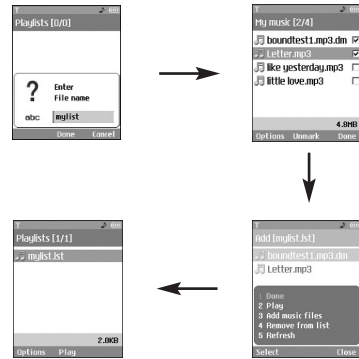 Playlists [0/0]
?
Enter
File name
abc mylist
Done Cancel
My music [2/4]
boundtest1.mp3.dm
Letter.mp3
like yesterday.mp3
little love.mp3
4.8MB
Options Unmark Done
Add [mylist.lst]
boundtest1.mp3.dm
Letter.mp3
1 Done
2 Play
3 Add music files
4 Remove from list
5 Refresh
Select Close
Playlists [1/1]
mylist.lst
2.0KB
Options Play